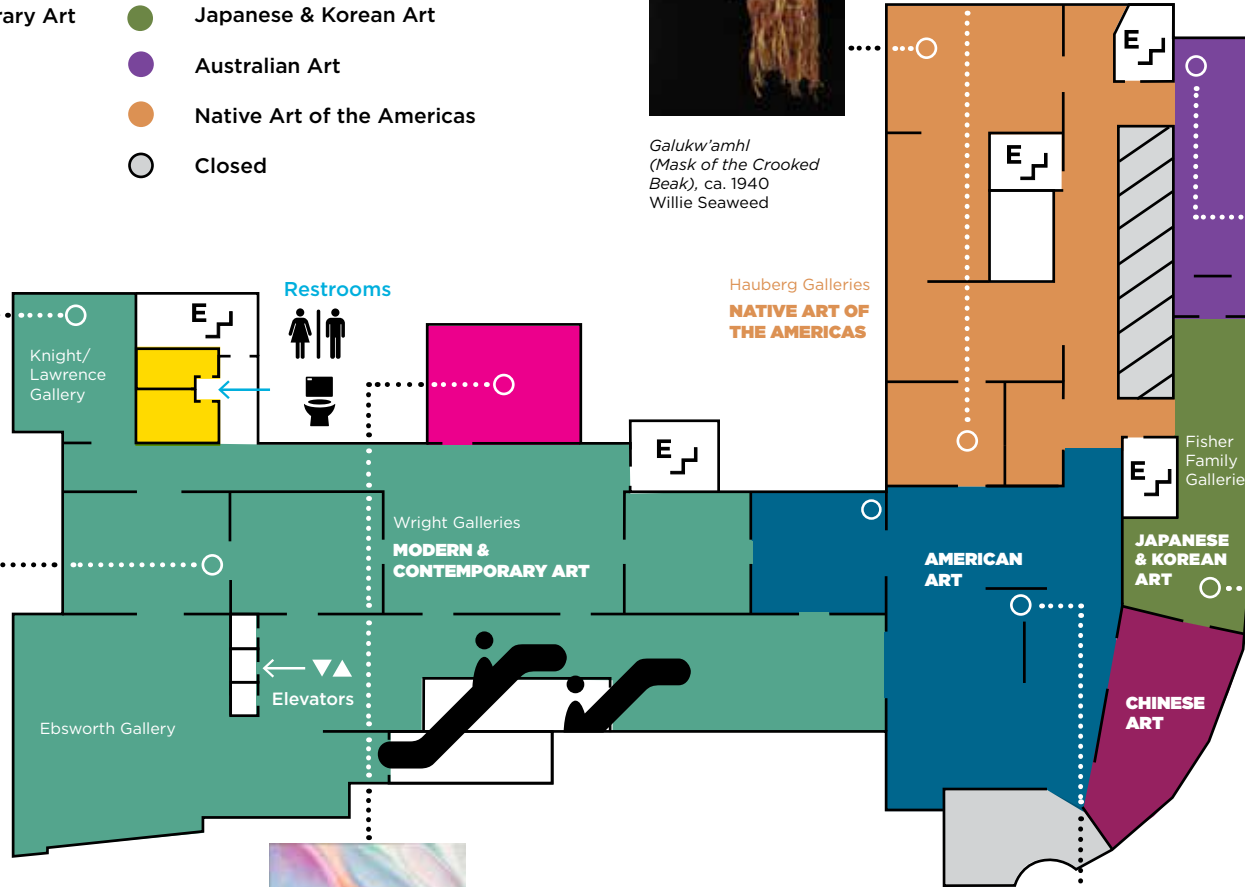 rary Art
Japanese & Korean Art
Australian Art
Native Art of the Americas
Closed
Galukw'amhl
(Mask of the Crooked
Beak), ca. 1940
Willie Seaweed
E
E
Hauberg Galleries
NATIVE ART OF
THE AMERICAS
Restrooms
E
Knight/
Lawrence
Gallery
E
E
Fisher
Family
Gallerie
Wright Galleries
MODERN &
CONTEMPORARY ART
AMERICAN
ART
JAPANESE
& KOREAN
ART
Elevators
Ebsworth Gallery
CHINESE
ART